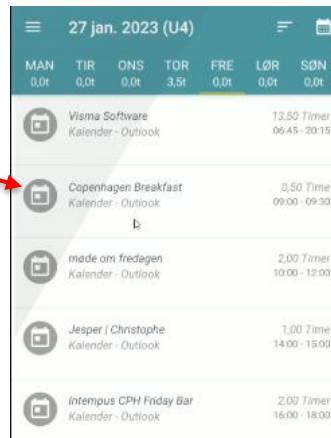 27 jan. 2023 (U4)
MAN TIR ONS TOR FRE LØR SØN
0,0t 0,0t 0,0t 3,5t 0,0t 0,0t 0,0t
Visma Software 13,50 Timer
Kalender - Outlook 06:45 - 20:15
Copenhagen Breakfast 0,50 Time
Kalender - Outlook 09:00 - 09:30
møde om fredagen 2,00 Timer
Kalender - Outlook 10:00 - 12:00
Jesper | Christophe 1,00 Time
Kalender - Outlook 14:00 - 15:00
Intempus CPH Friday Bar 2,00 Timer
Kalender - Outlook 16:00 - 18:00